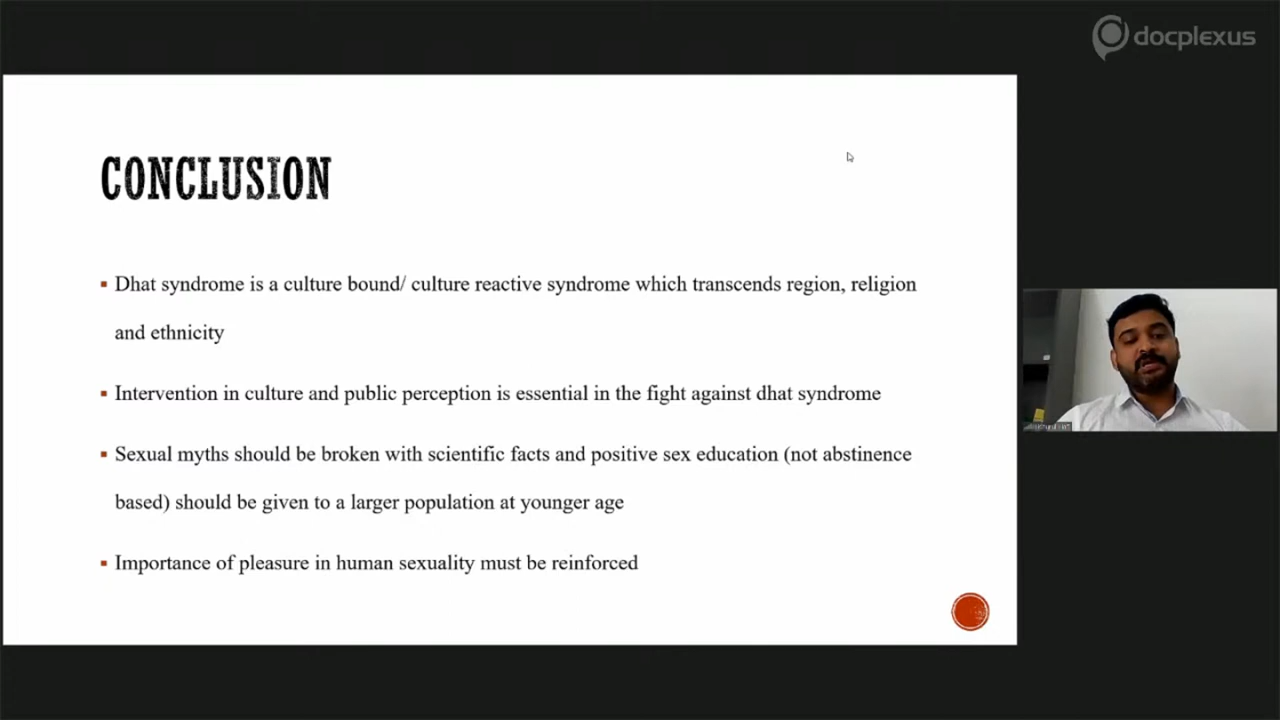 docplexus
CONCLUSION
▪ Dhat syndrome is a culture bound/ culture reactive syndrome which transcends region, religion
and ethnicity
▪ Intervention in culture and public perception is essential in the fight against dhat syndrome
▪ Sexual myths should be broken with scientific facts and positive sex education (not abstinence
based) should be given to a larger population at younger age
▪ Importance of pleasure in human sexuality must be reinforced